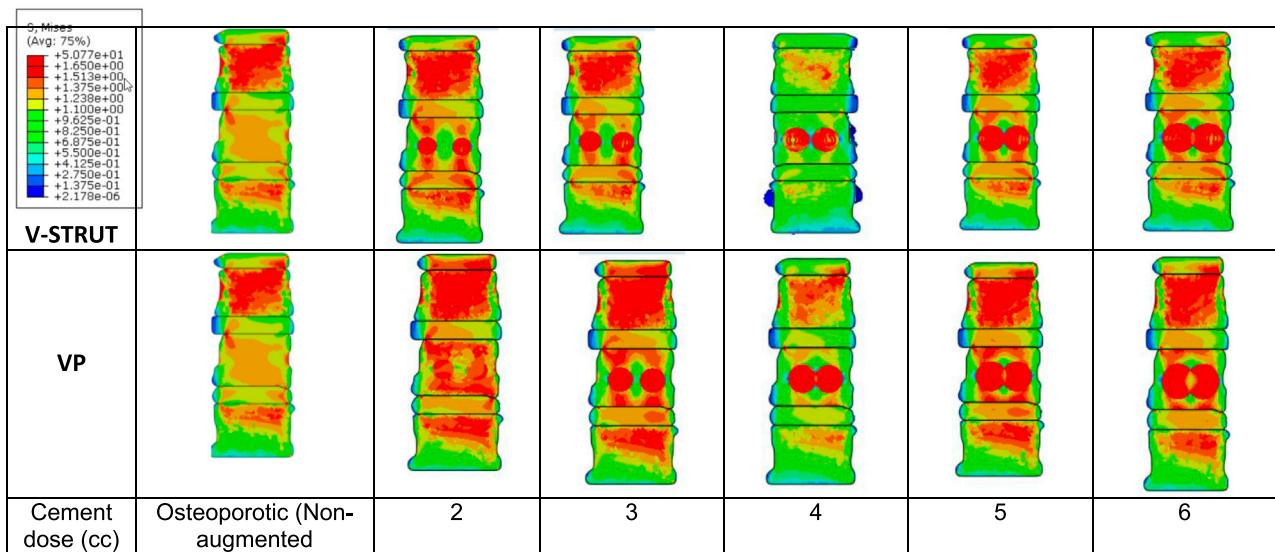 S, Mises
(Avg: 75%)
+5.077e+01
+1.650e+00
+1.513e+00
+1.375e+00
+1.238e+00
+1.100e+00
+9.625e-01
+8.250e-01
+6.875e-01
+5.500e-01
+4.125e-01
+2.750e-01
+1.375e-01
+2.178e-06
V-STRUT
VP
Cement dose (cc)
Osteoporotic (Non-
augmented
2
3
4
5
6